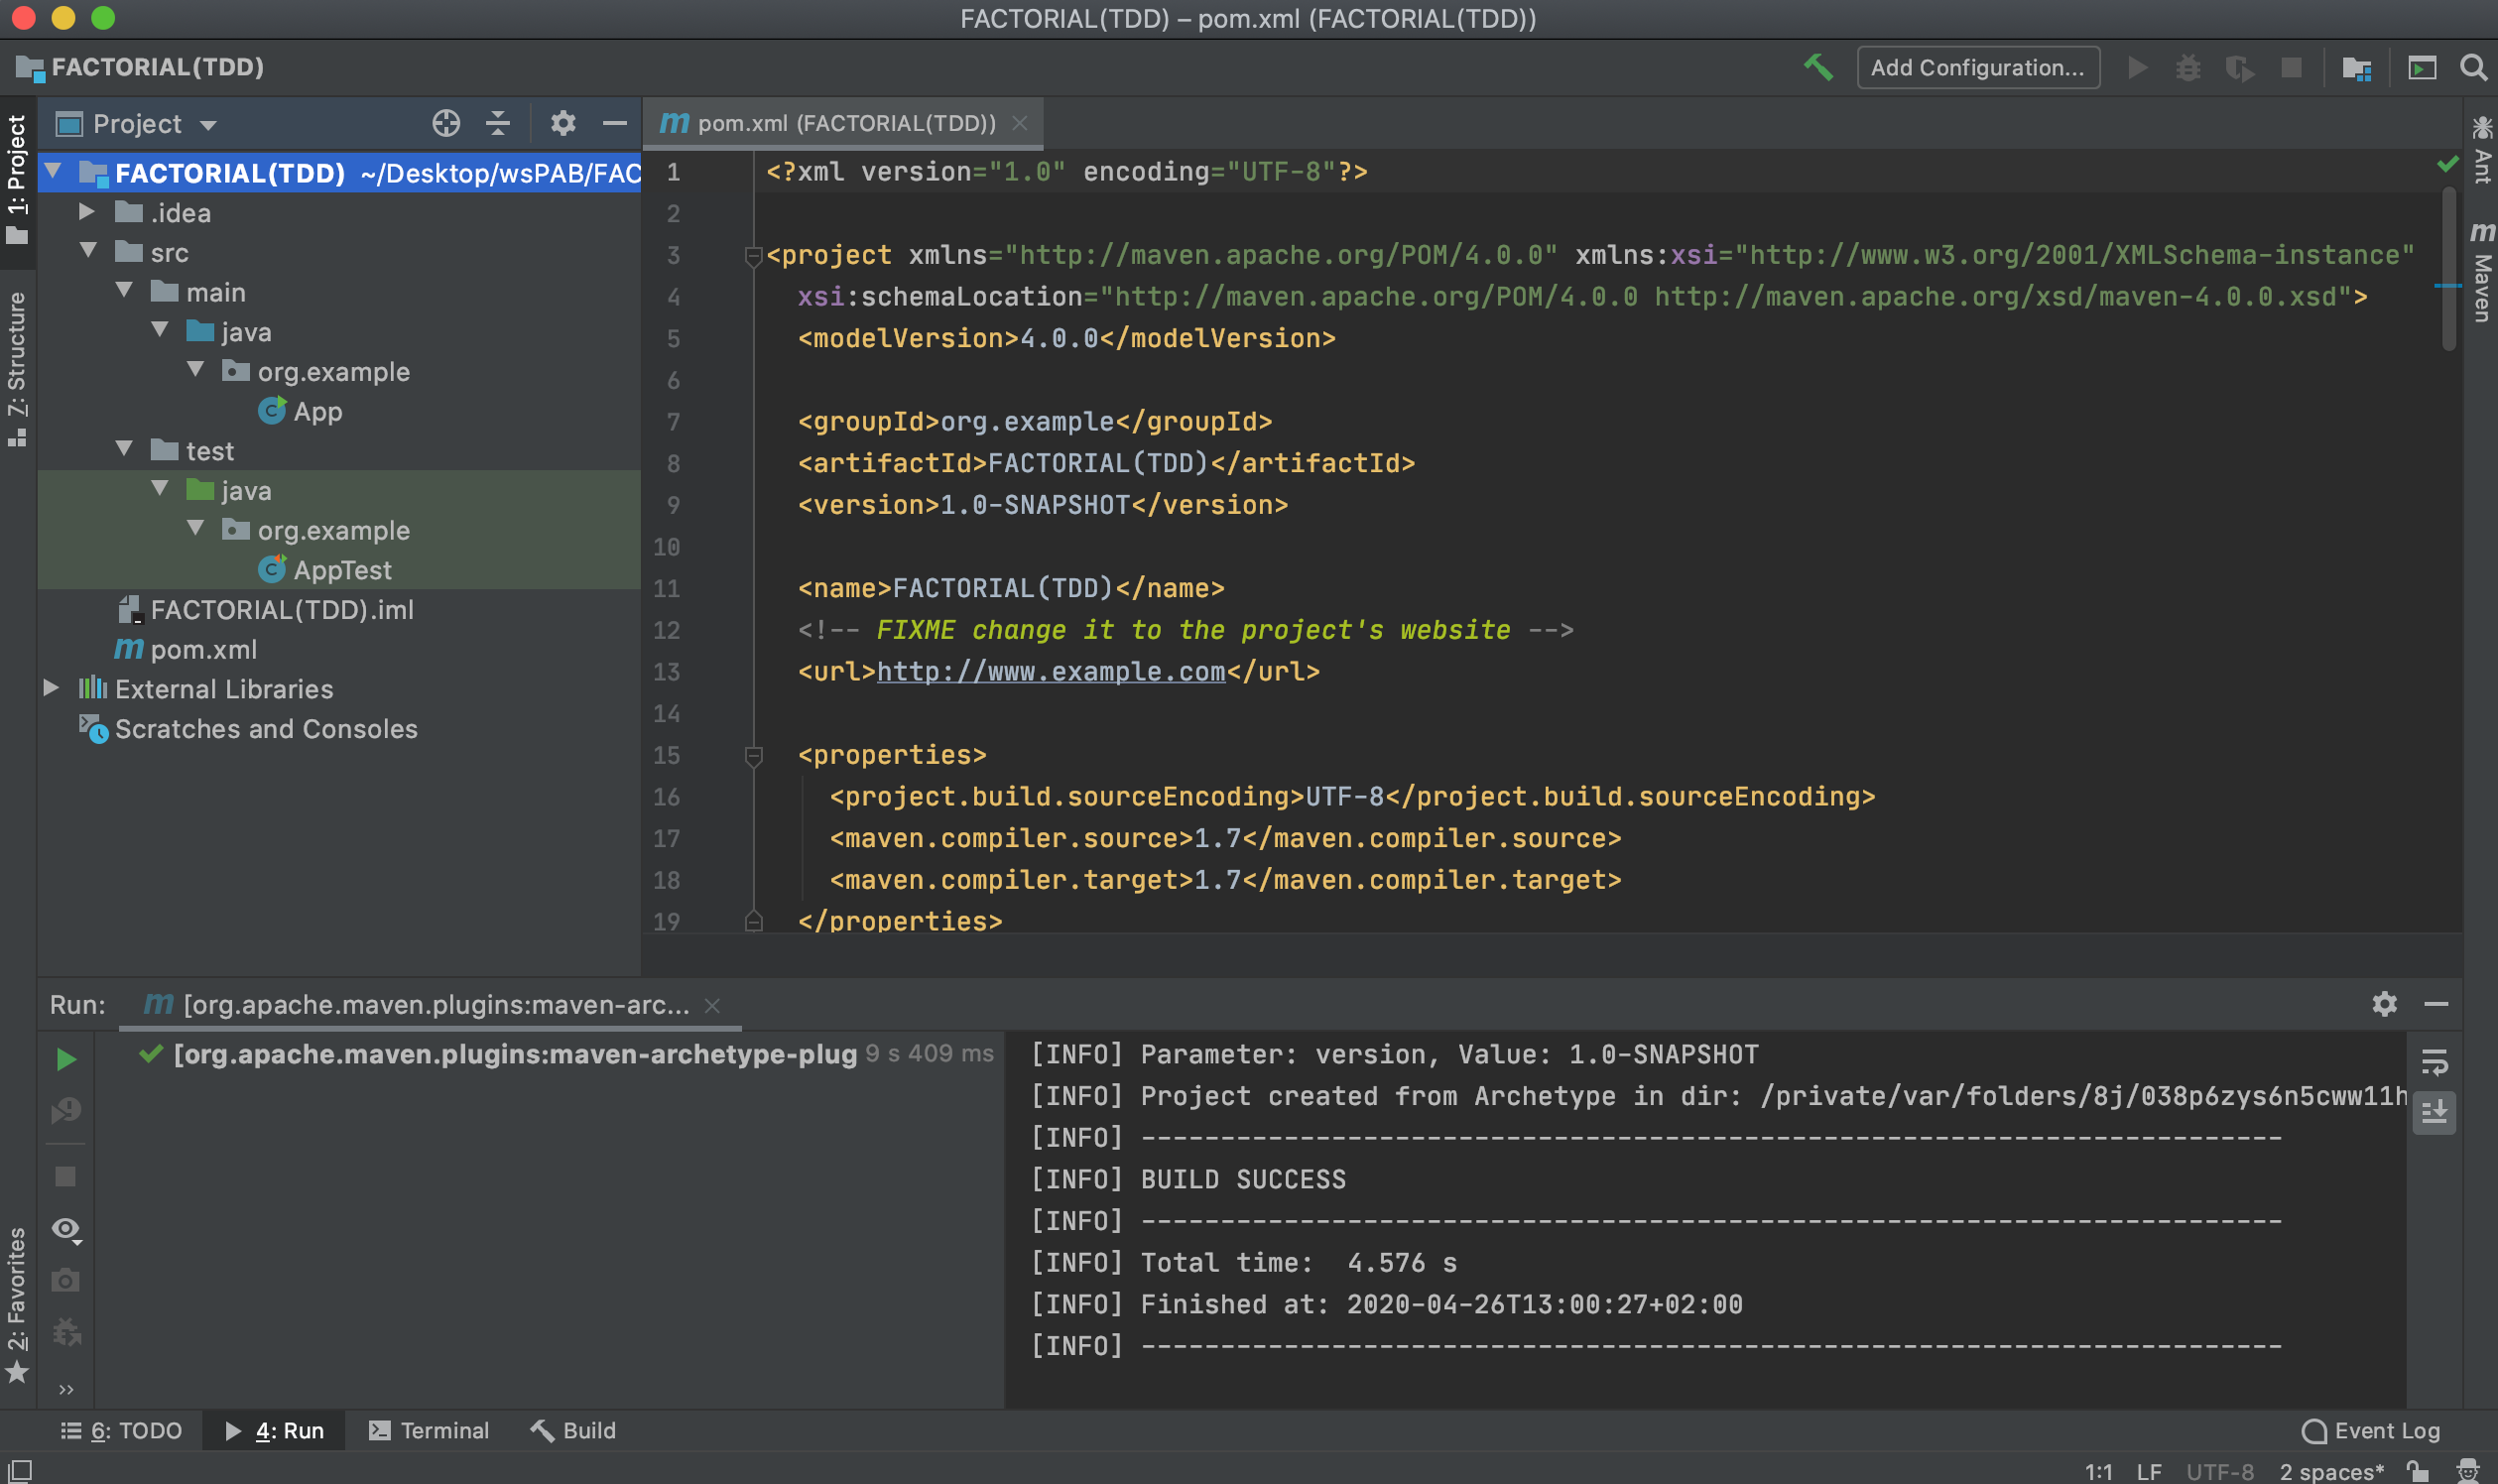 FACTORIAL(TDD) – pom.xml (FACTORIAL(TDD))
FACTORIAL(TDD)
Add Configuration...
1: Project
7: Structure
2: Favorites
Project
FACTORIAL(TDD) ~/Desktop/wsPAB/FAC
.idea
src
main
java
org.example
App
test
java
org.example
AppTest
FACTORIAL(TDD).iml
pom.xml
External Libraries
Scratches and Consoles
pom.xml (FACTORIAL(TDD))
1 <?xml version="1.0" encoding="UTF-8"?>
2
3 <project xmlns="http://maven.apache.org/POM/4.0.0" xmlns:xsi="http://www.w3.org/2001/XMLSchema-instance"
4 xsi:schemaLocation="http://maven.apache.org/POM/4.0.0 http://maven.apache.org/xsd/maven-4.0.0.xsd">
5 <modelVersion>4.0.0</modelVersion>
6
7 <groupId>org.example</groupId>
8 <artifactId>FACTORIAL(TDD)</artifactId>
9 <version>1.0-SNAPSHOT</version>
10
11 <name>FACTORIAL(TDD)</name>
12 <!-- FIXME change it to the project's website -->
13 <url>http://www.example.com</url>
14
15 <properties>
16 <project.build.sourceEncoding>UTF-8</project.build.sourceEncoding>
17 <maven.compiler.source>1.7</maven.compiler.source>
18 <maven.compiler.target>1.7</maven.compiler.target>
19 </properties>
Ant
m Maven
Run: [org.apache.maven.plugins:maven-arc...
[org.apache.maven.plugins:maven-archetype-plug 9 s 409 ms
[INFO] Parameter: version, Value: 1.0-SNAPSHOT
[INFO] Project created from Archetype in dir: /private/var/folders/8j/038p6zys6n5cww11h
[INFO] ------------------------------------------------------------------------
[INFO] BUILD SUCCESS
[INFO] ------------------------------------------------------------------------
[INFO] Total time:  4.576 s
[INFO] Finished at: 2020-04-26T13:00:27+02:00
[INFO] ------------------------------------------------------------------------
6: TODO
4: Run
Terminal
Build
Event Log
1:1 LF UTF-8 2 spaces*